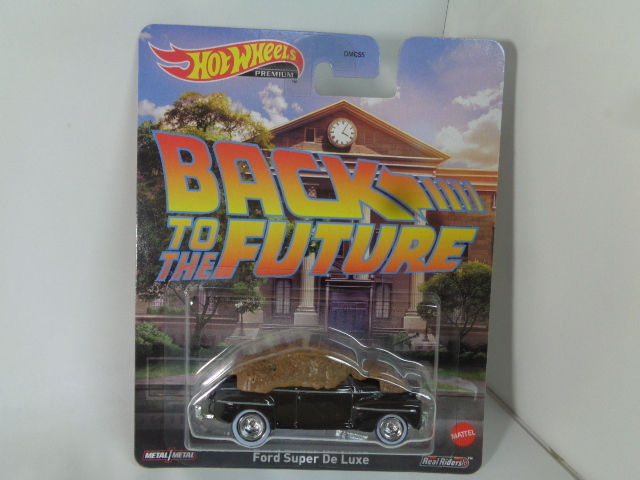 HOT WHEELS
PREMIUM
DMC55
BACK
TO THE
FUTURE
METAL/METAL
Ford Super De Luxe
MATTEL
Real Riders